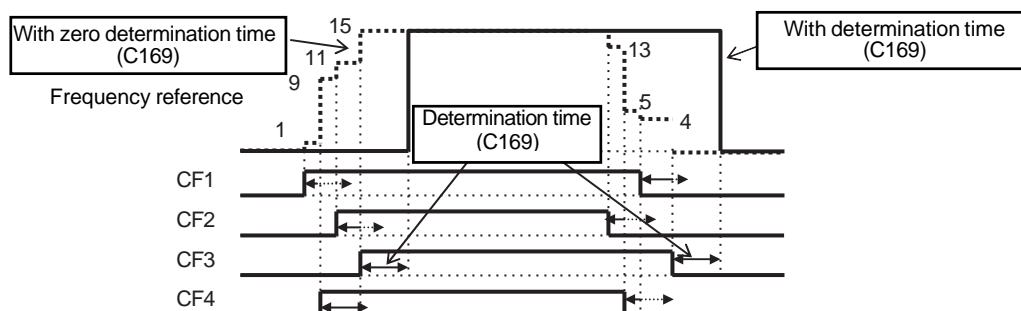 With zero determination time
(C169)
15
11
9
Frequency reference
1
13
5
4
With determination time
(C169)
Determination time
(C169)
CF1
CF2
CF3
CF4